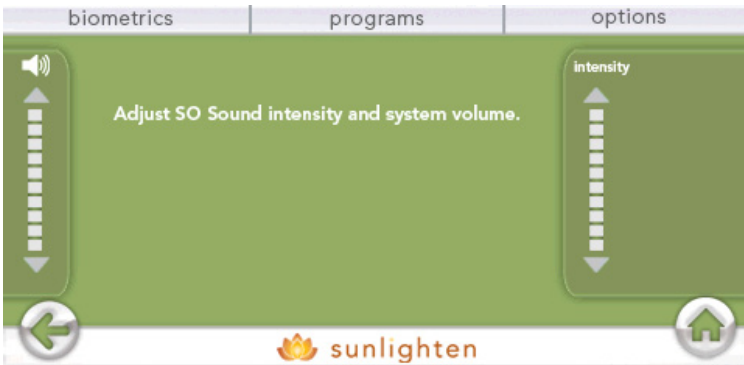 biometrics programs options
intensity
Adjust SO Sound intensity and system volume.
sunlighten